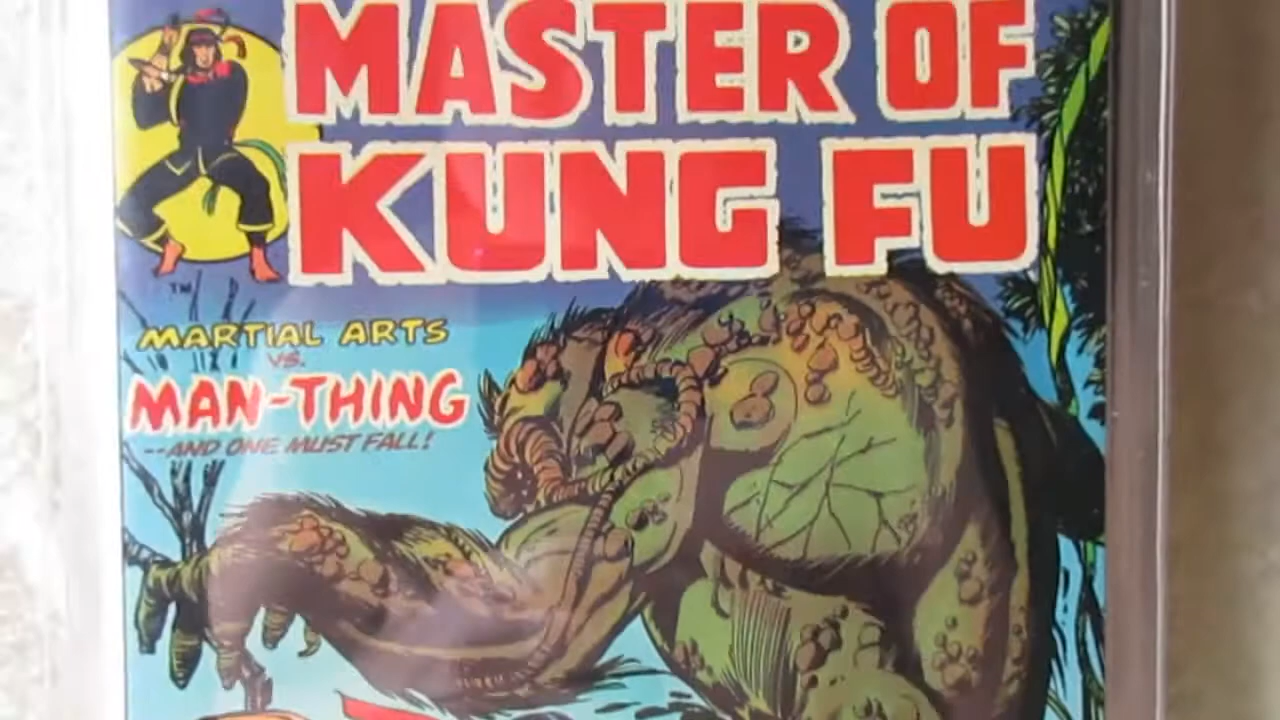 MASTER OF
KUNG FU
TM
MARTIAL ARTS
VS.
MAN-THING
--AND ONE MUST FALL!